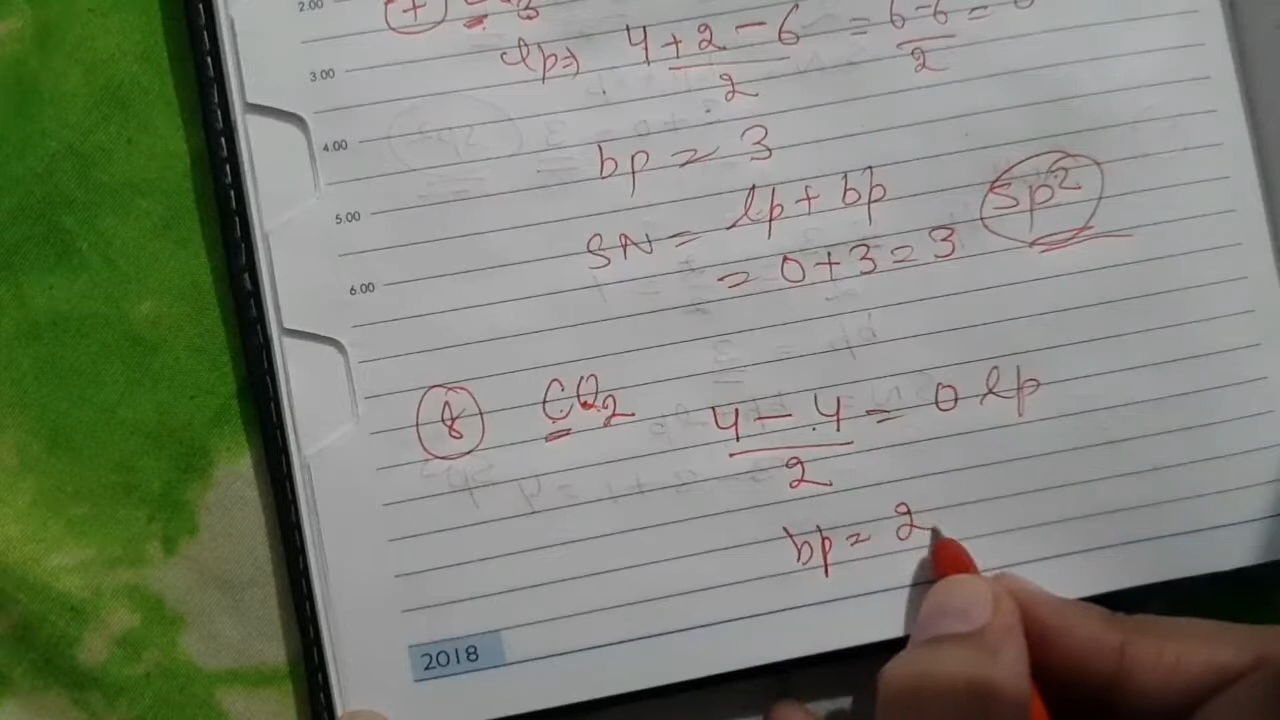 2.00
lp⇒ 4+2-6/2 = 6-6/2 = 0
3.00
4.00
bp = 3
5.00
SN = lp + bp sp²
= 0+3 = 3
6.00
8 CO₂ 4-4/2 = 0 lp
bp = 2
2018